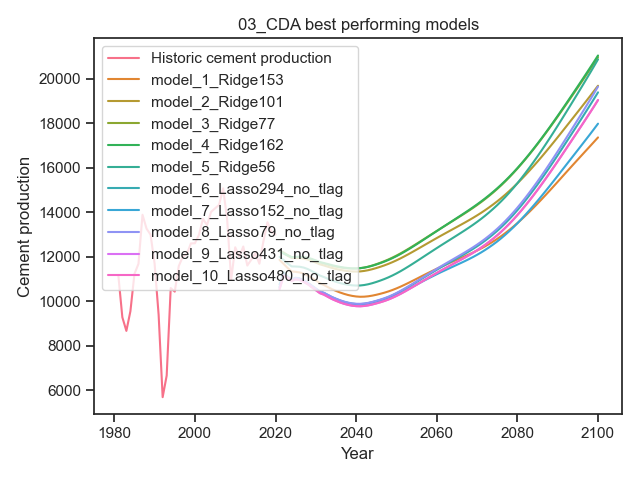 03_CDA best performing models
Cement production
20000
18000
16000
14000
12000
10000
8000
6000
Historic cement production
model_1_Ridge153
model_2_Ridge101
model_3_Ridge77
model_4_Ridge162
model_5_Ridge56
model_6_Lasso294_no_tlag
model_7_Lasso152_no_tlag
model_8_Lasso79_no_tlag
model_9_Lasso431_no_tlag
model_10_Lasso480_no_tlag
1980 2000 2020 2040 2060 2080 2100
Year